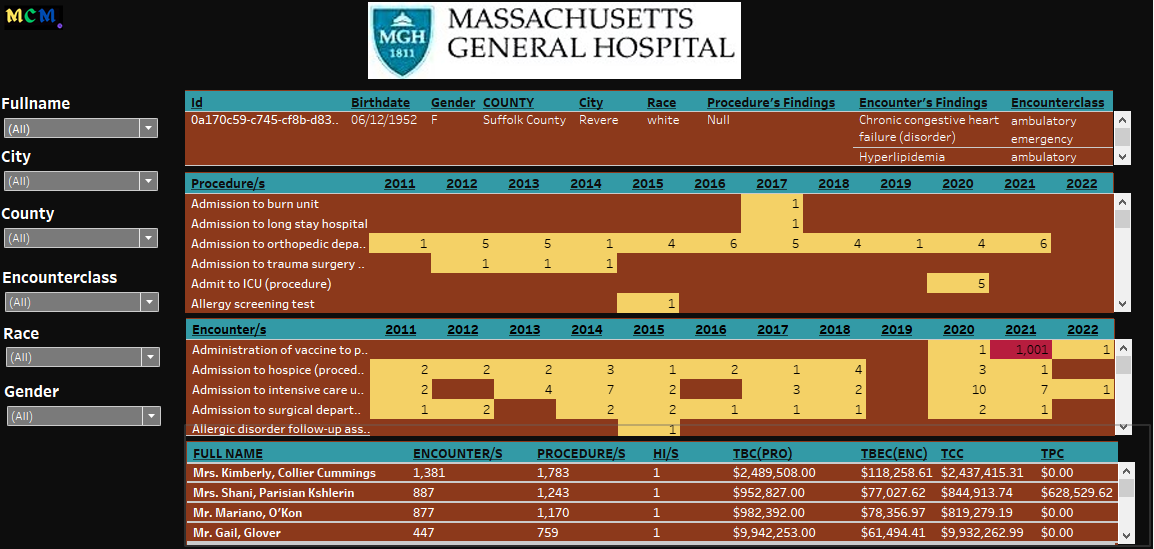 MCM.
MGH
1811
MASSACHUSETTS
GENERAL HOSPITAL
Fullname
(All)
City
(All)
County
(All)
Encounterclass
(All)
Race
(All)
Gender
(All)
Id Birthdate Gender COUNTY City Race Procedure's Findings Encounter's Findings Encounterclass
0a170c59-c745-cf8b-d83.. 06/12/1952 F Suffolk County Revere white Null Chronic congestive heart ambulatory
failure (disorder) emergency
Hyperlipidemia ambulatory
Procedure/s 2011 2012 2013 2014 2015 2016 2017 2018 2019 2020 2021 2022
Admission to burn unit 1
Admission to long stay hospital 1
Admission to orthopedic depa.. 1 5 5 1 4 6 5 4 1 4 6
Admission to trauma surgery .. 1 1 1
Admit to ICU (procedure) 5
Allergy screening test 1
Encounter/s 2011 2012 2013 2014 2015 2016 2017 2018 2019 2020 2021 2022
Administration of vaccine to p.. 1 1,001 1
Admission to hospice (proced.. 2 2 2 3 1 2 1 4 3 1
Admission to intensive care u.. 2 4 7 2 3 2 10 7 1
Admission to surgical depart.. 1 2 2 2 1 1 1 2 1
Allergic disorder follow-up ass.. 1
FULL NAME ENCOUNTER/S PROCEDURE/S HI/S TBC(PRO) TBEC(ENC) TCC TPC
Mrs. Kimberly, Collier Cummings 1,381 1,783 1 $2,489,508.00 $118,258.61 $2,437,415.31 $0.00
Mrs. Shani, Parisian Kshlerin 887 1,243 1 $952,827.00 $77,027.62 $844,913.74 $628,529.62
Mr. Mariano, O'Kon 877 1,170 1 $982,392.00 $78,356.97 $819,279.19 $0.00
Mr. Gail, Glover 447 759 1 $9,942,253.00 $61,494.41 $9,932,262.99 $0.00